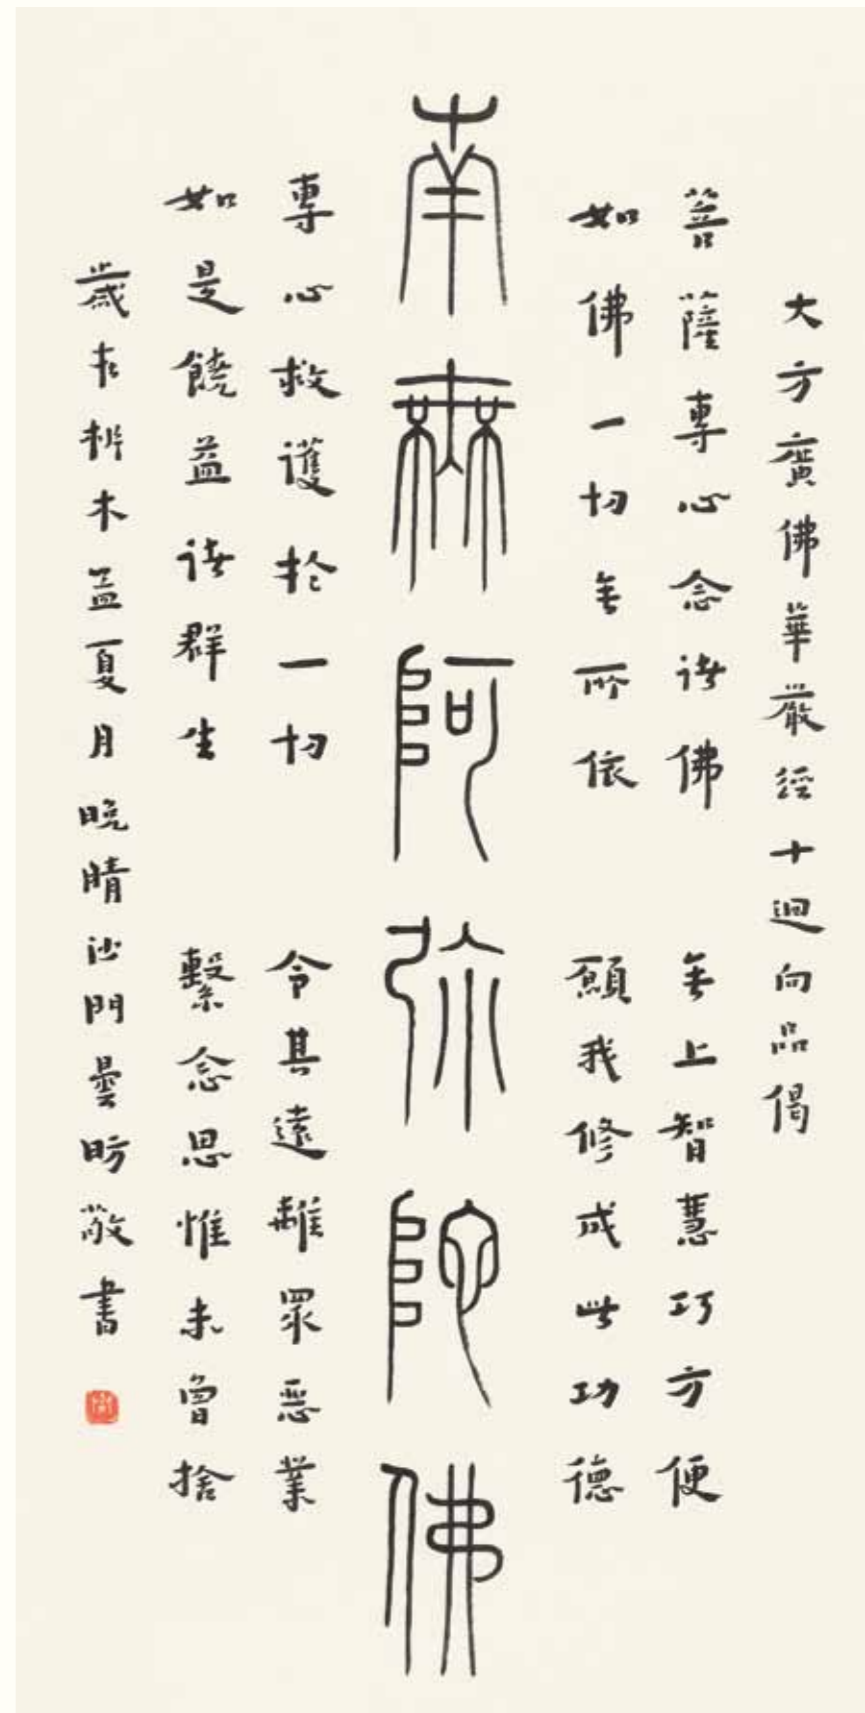 大方廣佛華嚴經十迴向品偈
菩薩專心念諸佛 無上智慧巧方便
如佛一切無所依 願我修成此功德
南無阿弥陀佛
專心救護於一切 令其遠離眾惡業
如是饒益諸群生 繫念思惟未曾捨
歲在析木孟夏月晚晴沙門曇昉敬書